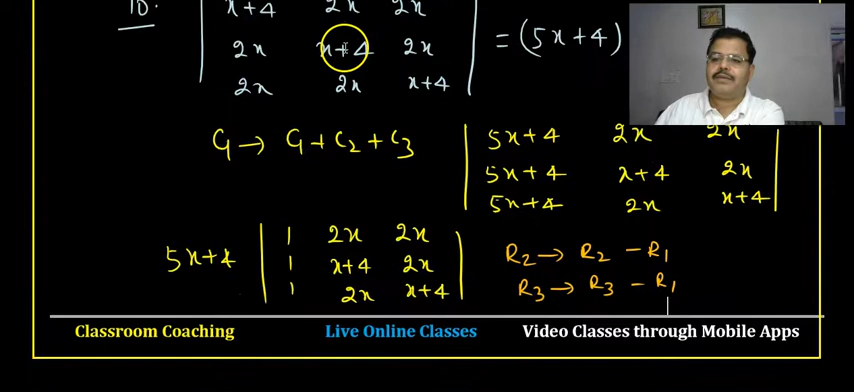 10. | x+4 2x 2x |
| 2x x+4 2x | = (5x+4)
| 2x 2x x+4 |
C1 → C1 + C2 + C3
| 5x+4 2x 2x |
| 5x+4 x+4 2x |
| 5x+4 2x x+4 |
5x+4 | 1 2x 2x |
| 1 x+4 2x |
| 1 2x x+4 |
R2 → R2 − R1
R3 → R3 − R1
Classroom Coaching
Live Online Classes
Video Classes through Mobile Apps